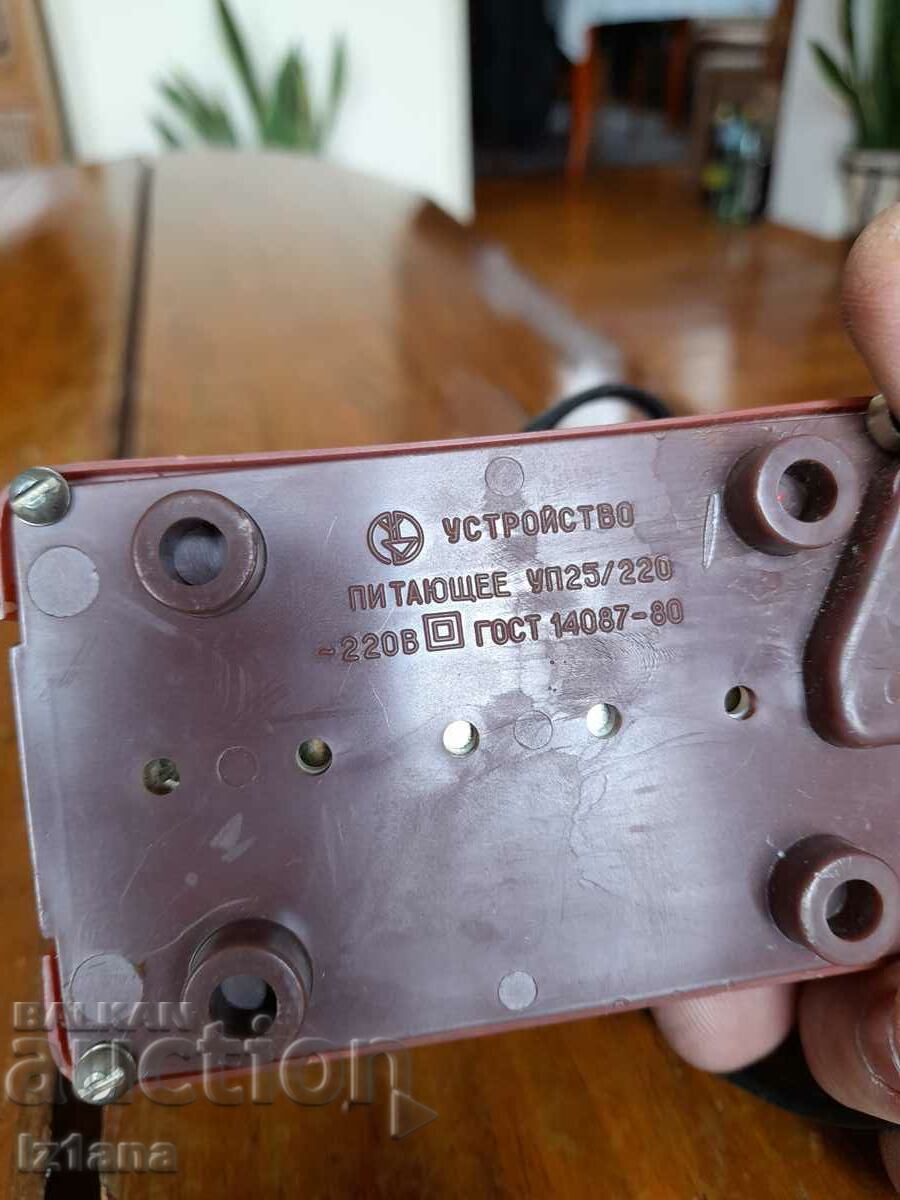 УСТРОЙСТВО
ПИТАЮЩЕЕ УП25/220
~220В ГОСТ 14087-80
BALKAN
auction
Iz1ana